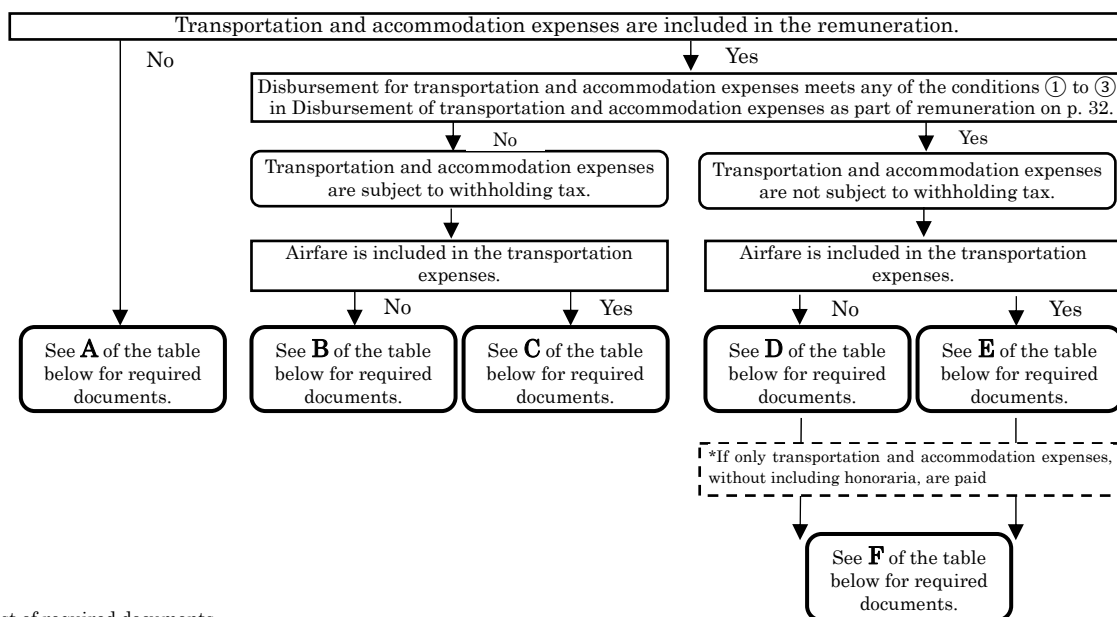 Transportation and accommodation expenses are included in the remuneration.
No
Yes
Disbursement for transportation and accommodation expenses meets any of the conditions ① to ③
in Disbursement of transportation and accommodation expenses as part of remuneration on p. 32.
No
Yes
Transportation and accommodation expenses
are subject to withholding tax.
Transportation and accommodation expenses
are not subject to withholding tax.
Airfare is included in the transportation
expenses.
Airfare is included in the transportation
expenses.
No
Yes
No
Yes
See A of the table
below for required
documents.
See B of the table
below for required
documents.
See C of the table
below for required
documents.
See D of the table
below for required
documents.
See E of the table
below for required
documents.
*If only transportation and accommodation expenses,
without including honoraria, are paid
See F of the table
below for required
documents.